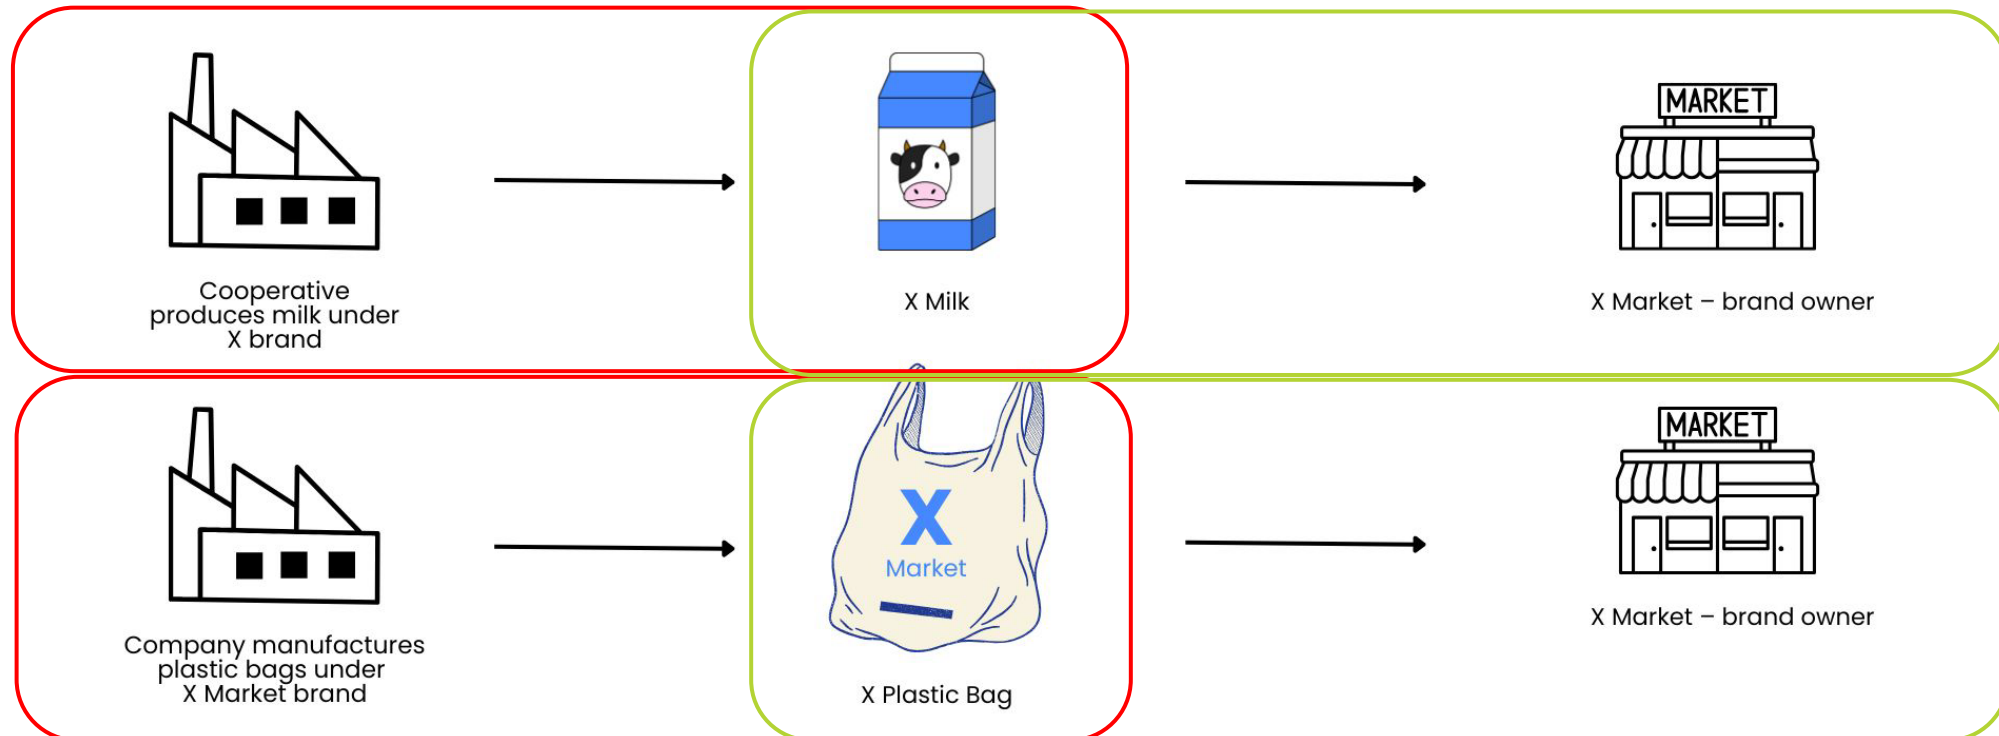 MARKET
Cooperative
produces milk under
X brand
X Milk
X Market – brand owner
MARKET
X
Market
Company manufactures
plastic bags under
X Market brand
X Plastic Bag
X Market – brand owner